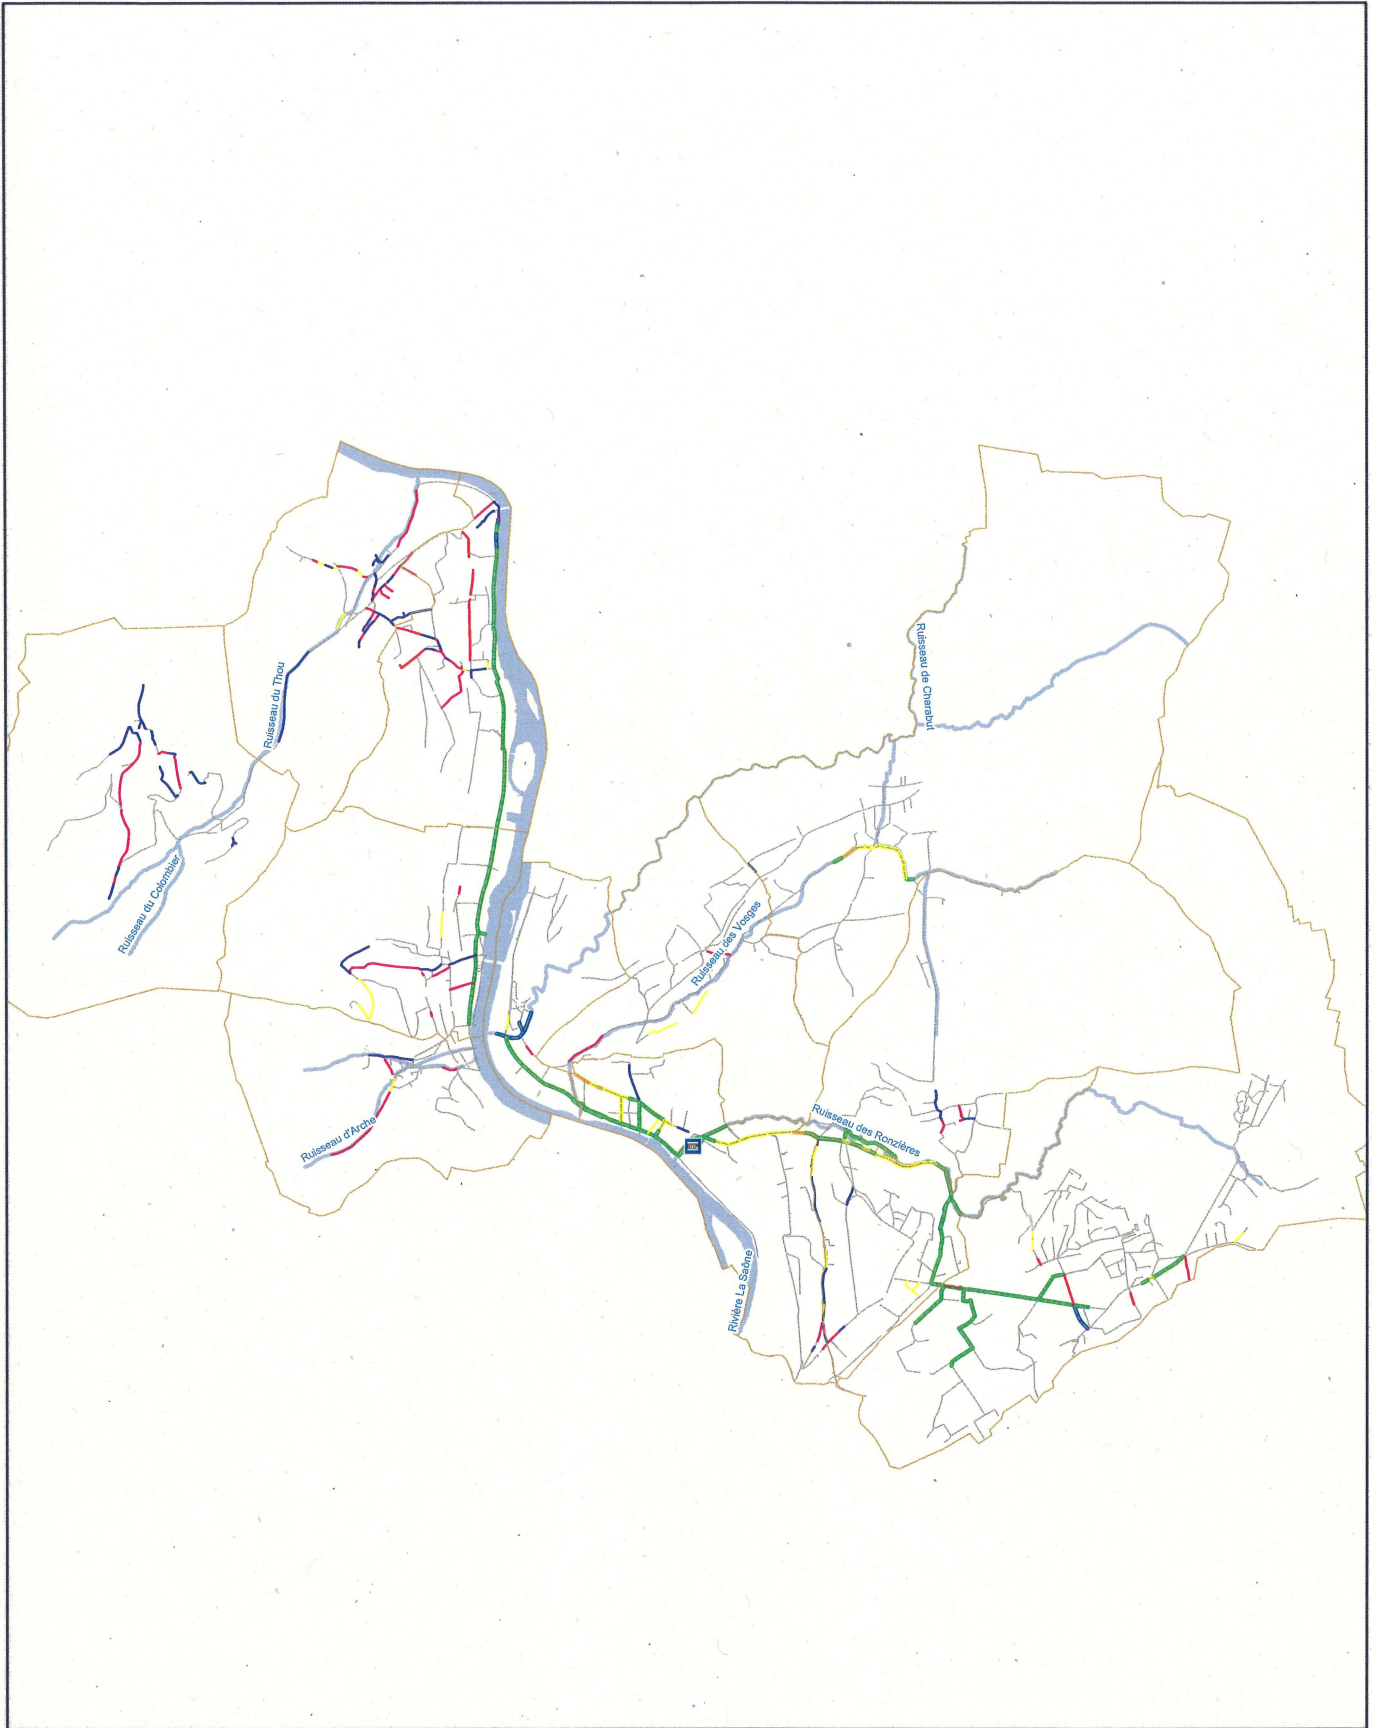 Ruisseau de Charabut
Ruisseau du Thou
Ruisseau du Colombier
Ruisseau des Vosges
Ruisseau d'Arche
Ruisseau des Ronzières
Rivière La Saône